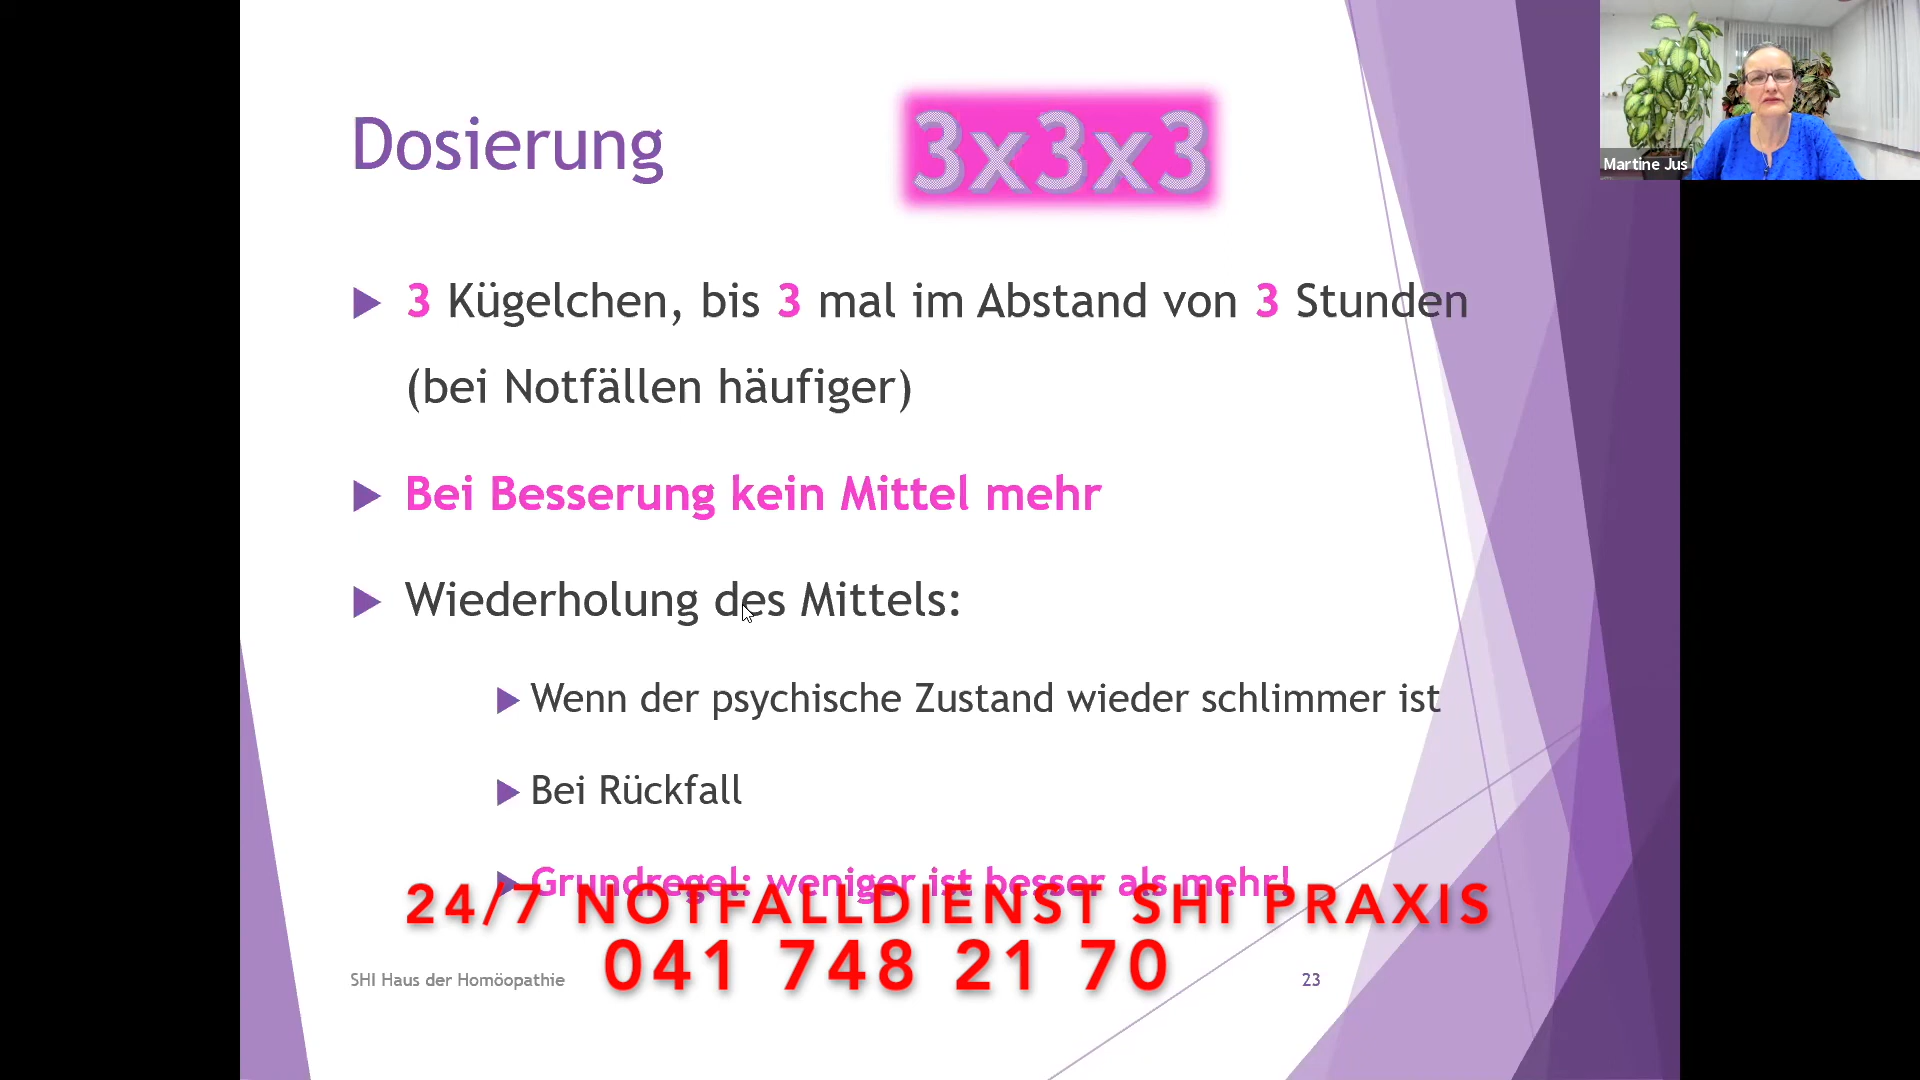 Dosierung
3x3x3
Martine Jus
3 Kügelchen, bis 3 mal im Abstand von 3 Stunden
(bei Notfällen häufiger)
Bei Besserung kein Mittel mehr
Wiederholung des Mittels:
Wenn der psychische Zustand wieder schlimmer ist
Bei Rückfall
Grundregel: weniger ist besser als mehr!
24/7 NOTFALLDIENST SHI PRAXIS
041 748 21 70
SHI Haus der Homöopathie
23